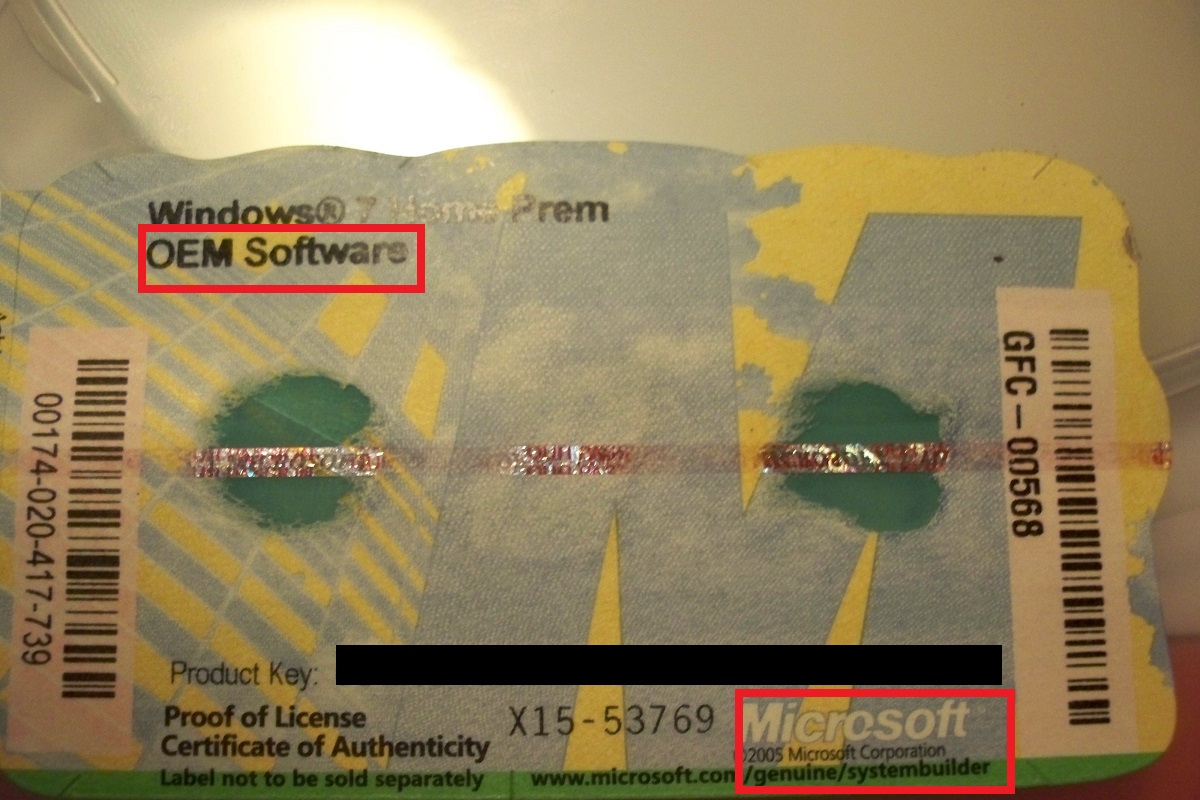 Windows® 7 Home Prem
OEM Software
00174-020-417-739
GFC-00568
Product Key:
Proof of License
Certificate of Authenticity
Label not to be sold separately
X15-53769
Microsoft
©2005 Microsoft Corporation
www.microsoft.com/genuine/systembuilder